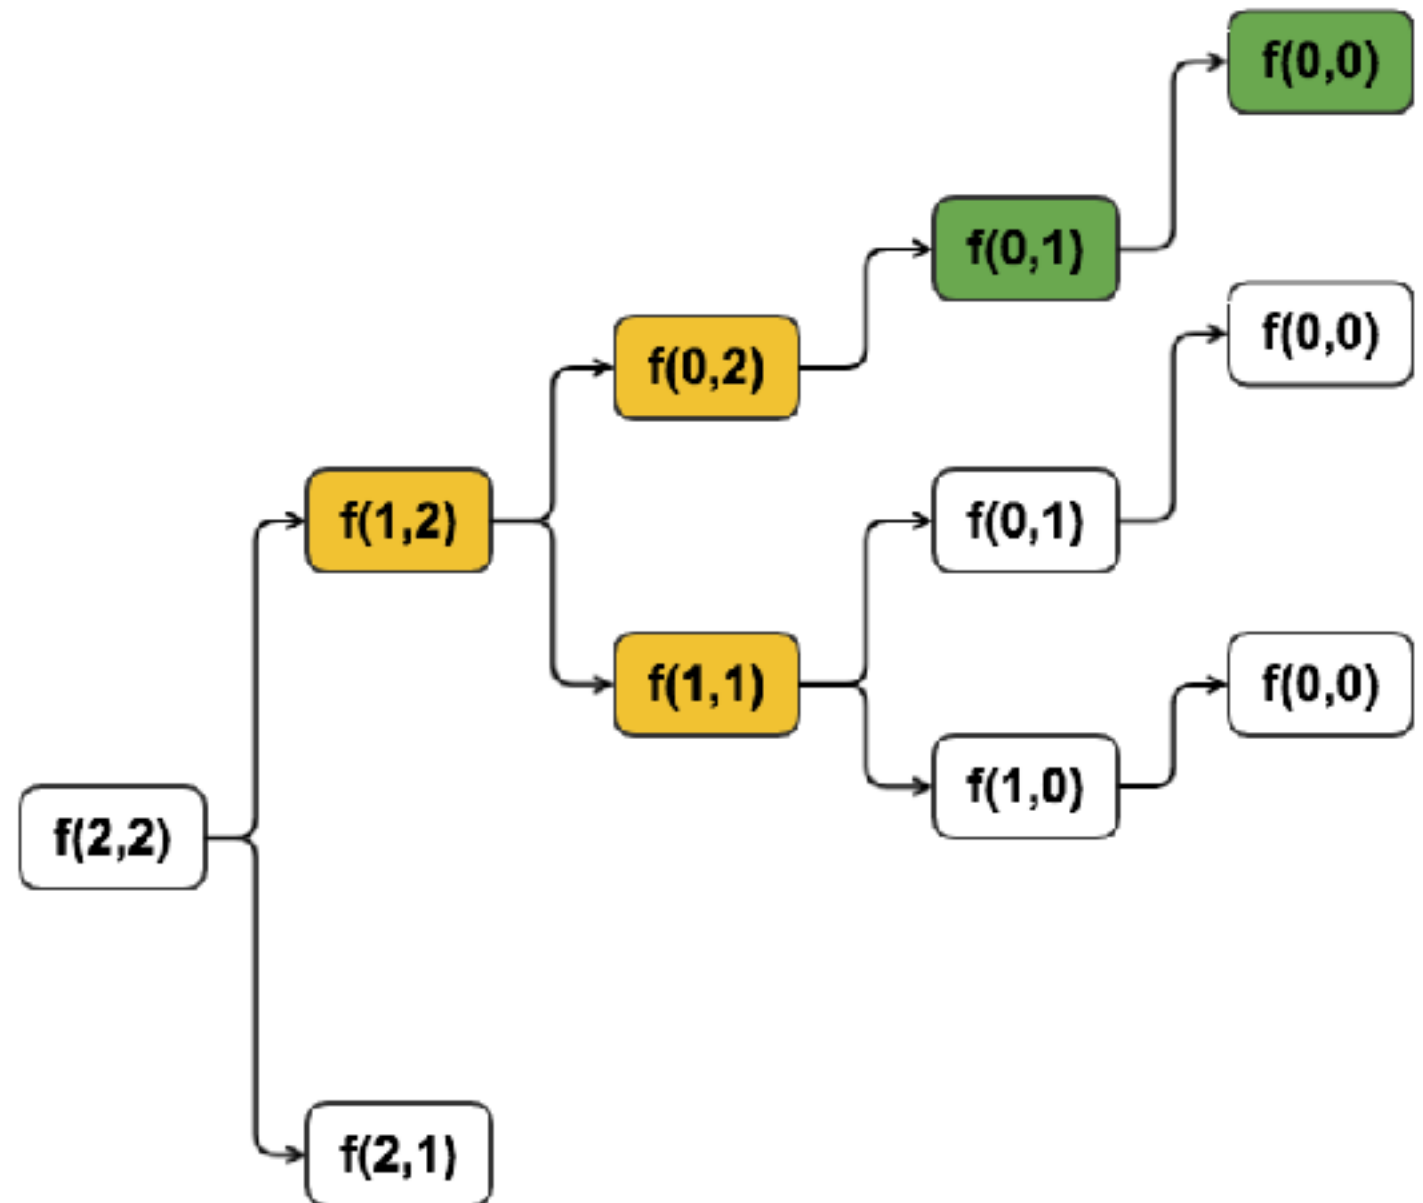 f(0,0)
f(0,1)
f(0,0)
f(0,2)
f(1,2)
f(0,1)
f(1,1)
f(0,0)
f(1,0)
f(2,2)
f(2,1)